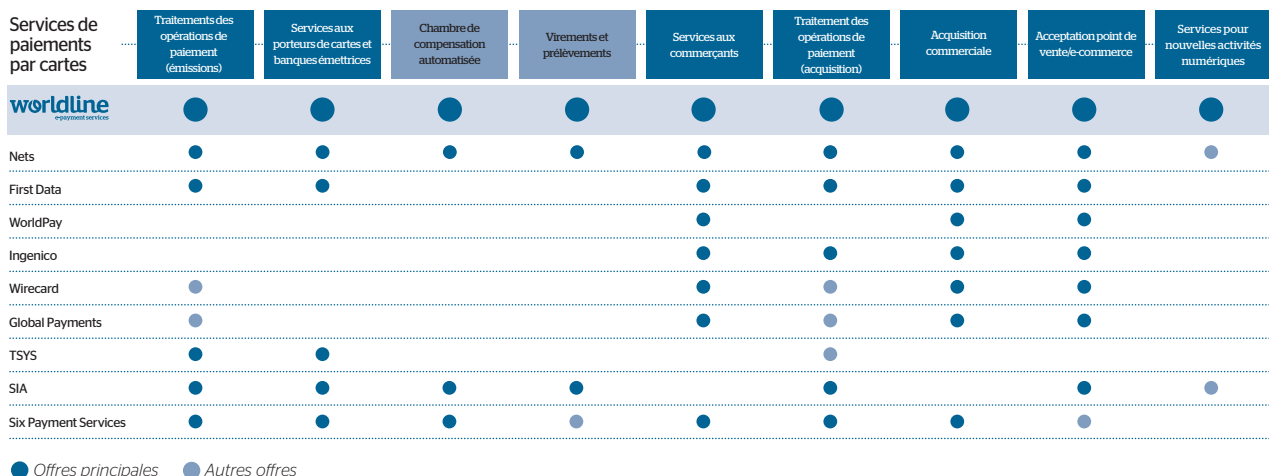 Services de
paiements
par cartes
Traitements des
opérations de
paiement
(émissions)
Services aux
porteurs de cartes et
banques émettrices
Chambre de
compensation
automatisée
Virements et
prélèvements
Services aux
commerçants
Traitement des
opérations de
paiement
(acquisition)
Acquisition
commerciale
Acceptation point de
vente/e-commerce
Services pour
nouvelles activités
numériques
worldline
e-payment services
Nets
First Data
WorldPay
Ingenico
Wirecard
Global Payments
TSYS
SIA
Six Payment Services
Offres principales
Autres offres